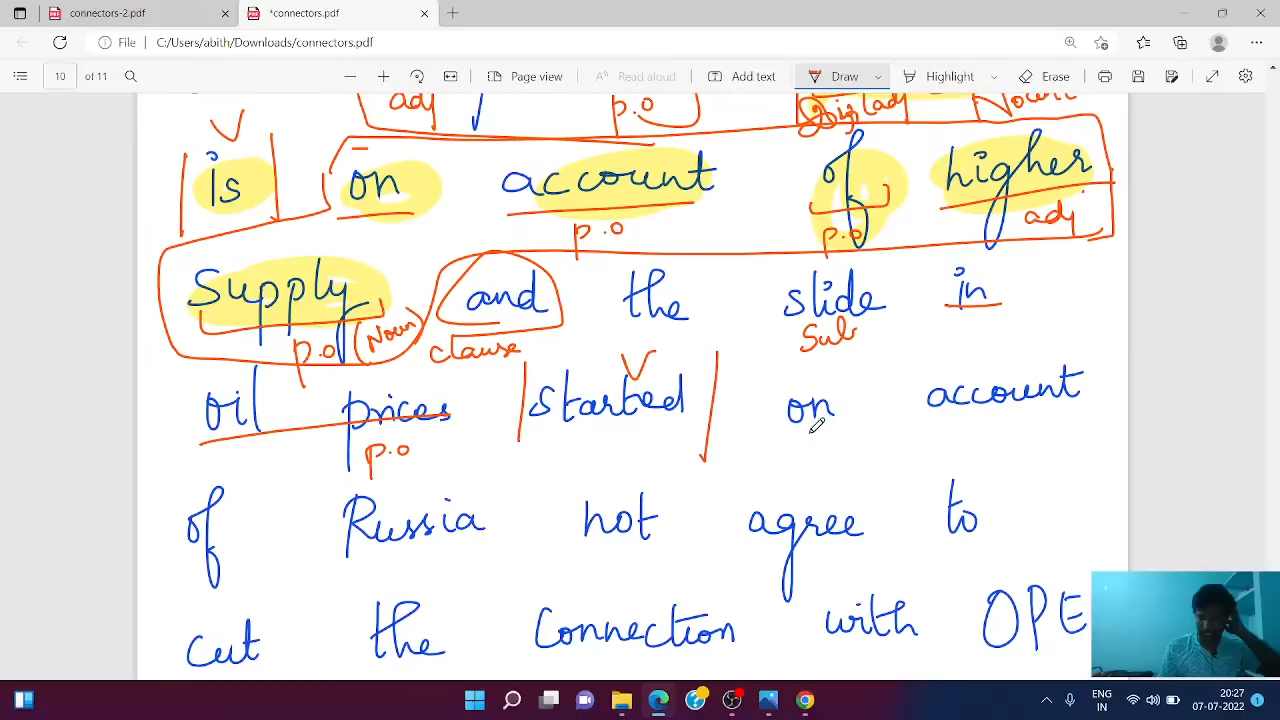 connectors-2.pdf
*connectors.pdf
File C:/Users/abith/Downloads/connectors.pdf
10 of 11
Page view
Read aloud
Add text
Draw
Highlight
Erase
adj p.o adj Noun
V
is on account of higher
p.o p.o adj
Supply and the slide in
p.o (Noun) clause Sub
V
oil prices started on account
p.o
of Russia not agree to
cut the connection with OPE
ENG
IN
20:27
07-07-2022